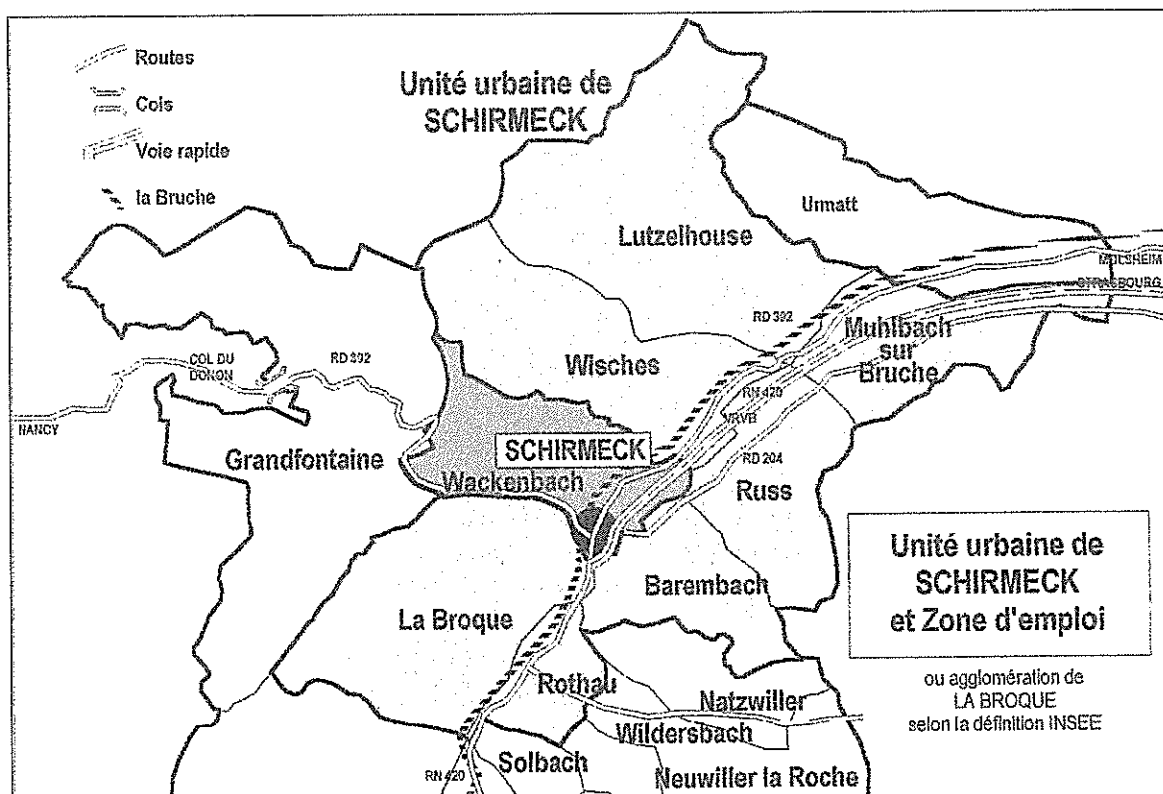 Routes
Cols
Voie rapide
la Bruche
Unité urbaine de
SCHIRMECK
Urmatt
Lutzelhouse
MOLSHEIM
STRASBOURG
RD 392
Muhlbach
sur
Bruche
COL DU
DONON
RD 392
Wisches
RN 420
VRVB
NANCY
Grandfontaine
SCHIRMECK
Wackenbach
RD 204
Russ
Barembach
La Broque
Unité urbaine de
SCHIRMECK
et Zone d'emploi
ou agglomération de
LA BROQUE
selon la définition INSEE
Rothau
Natzwiller
Wildersbach
Solbach
RN 420
Neuwiller la Roche